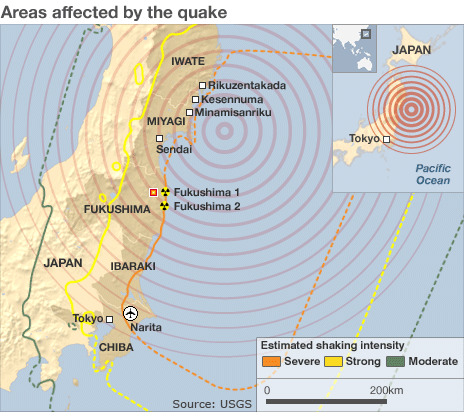 Areas affected by the quake
IWATE
JAPAN
Rikuzentakada
Kesennuma
Minamisanriku
MIYAGI
Tokyo
Sendai
Pacific
Ocean
Fukushima 1
Fukushima 2
FUKUSHIMA
JAPAN
IBARAKI
Tokyo
Narita
CHIBA
Estimated shaking intensity
Severe Strong Moderate
0 200km
Source: USGS